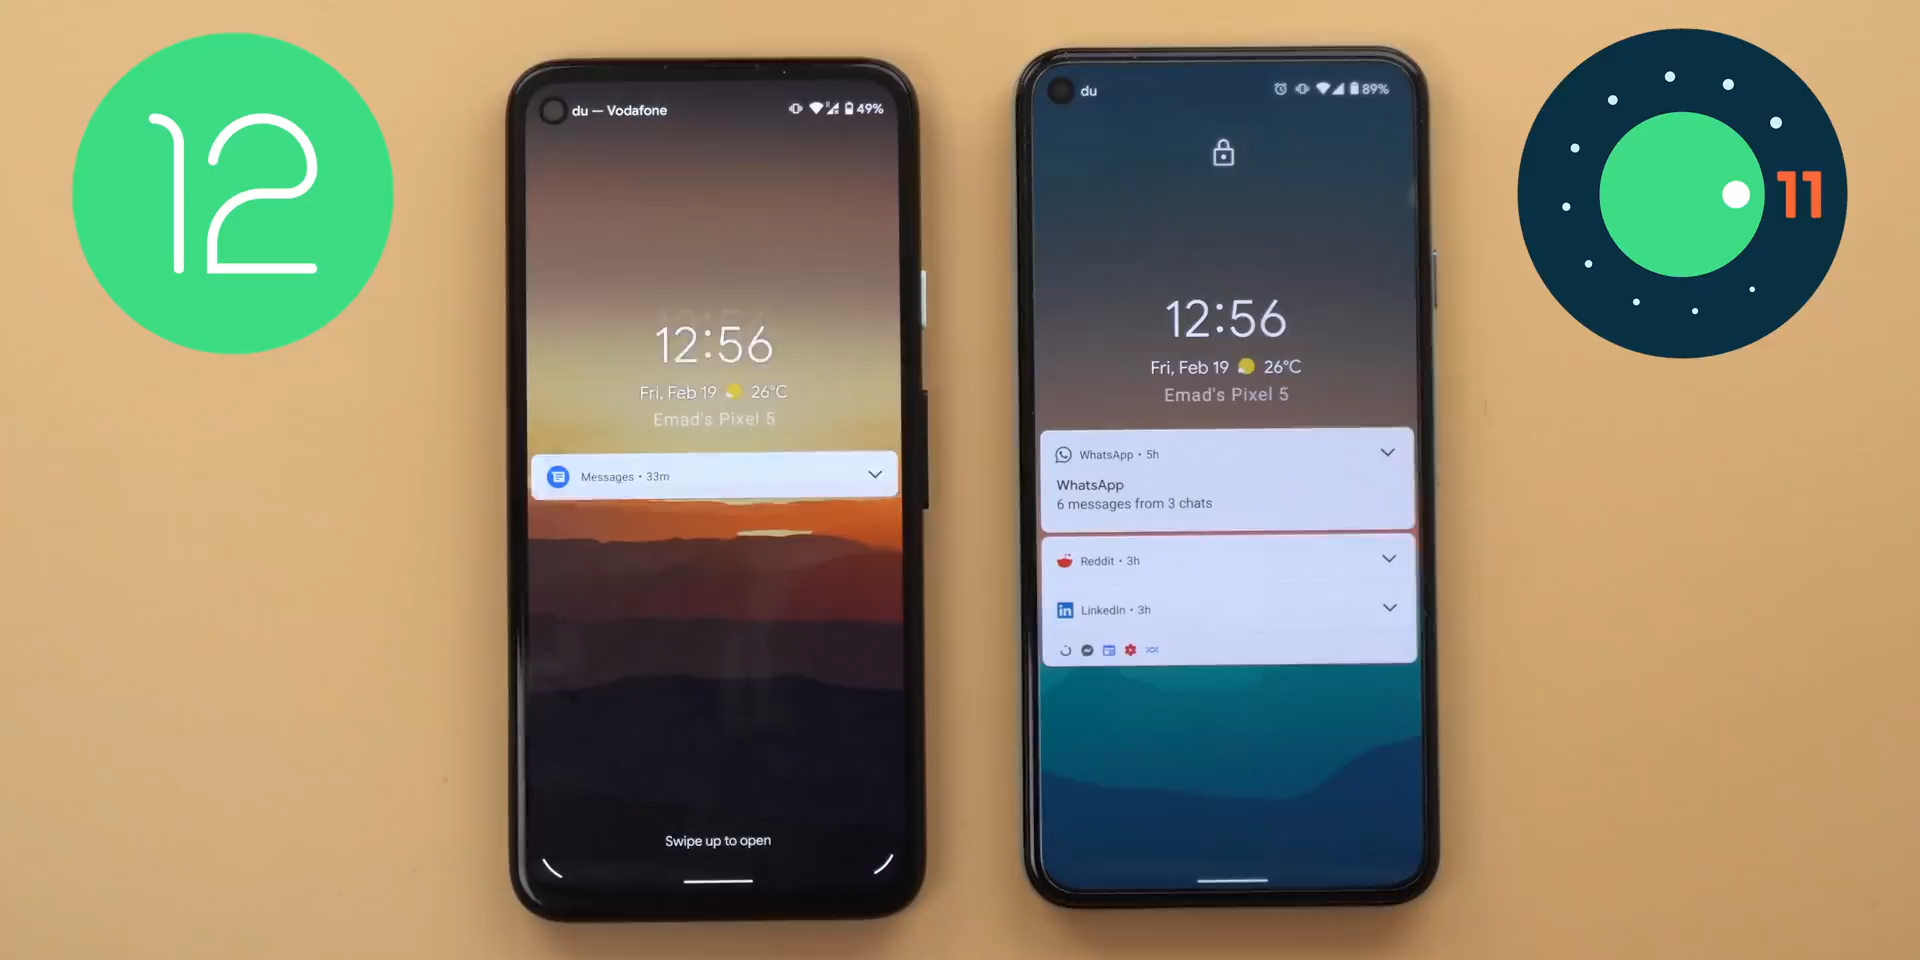 12
du — Vodafone
49%
12:56
Fri, Feb 19 26°C
Emad's Pixel 5
Messages • 33m
Swipe up to open
du
89%
12:56
Fri, Feb 19 26°C
Emad's Pixel 5
WhatsApp • 5h
WhatsApp
6 messages from 3 chats
Reddit • 3h
in LinkedIn • 3h
11